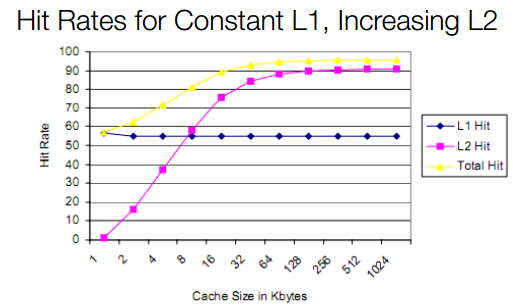 Hit Rates for Constant L1, Increasing L2
100
90
80
70
60
50
40
30
20
10
0
Hit Rate
1 2 4 8 16 32 64 128 256 512 1024
Cache Size in Kbytes
L1 Hit
L2 Hit
Total Hit